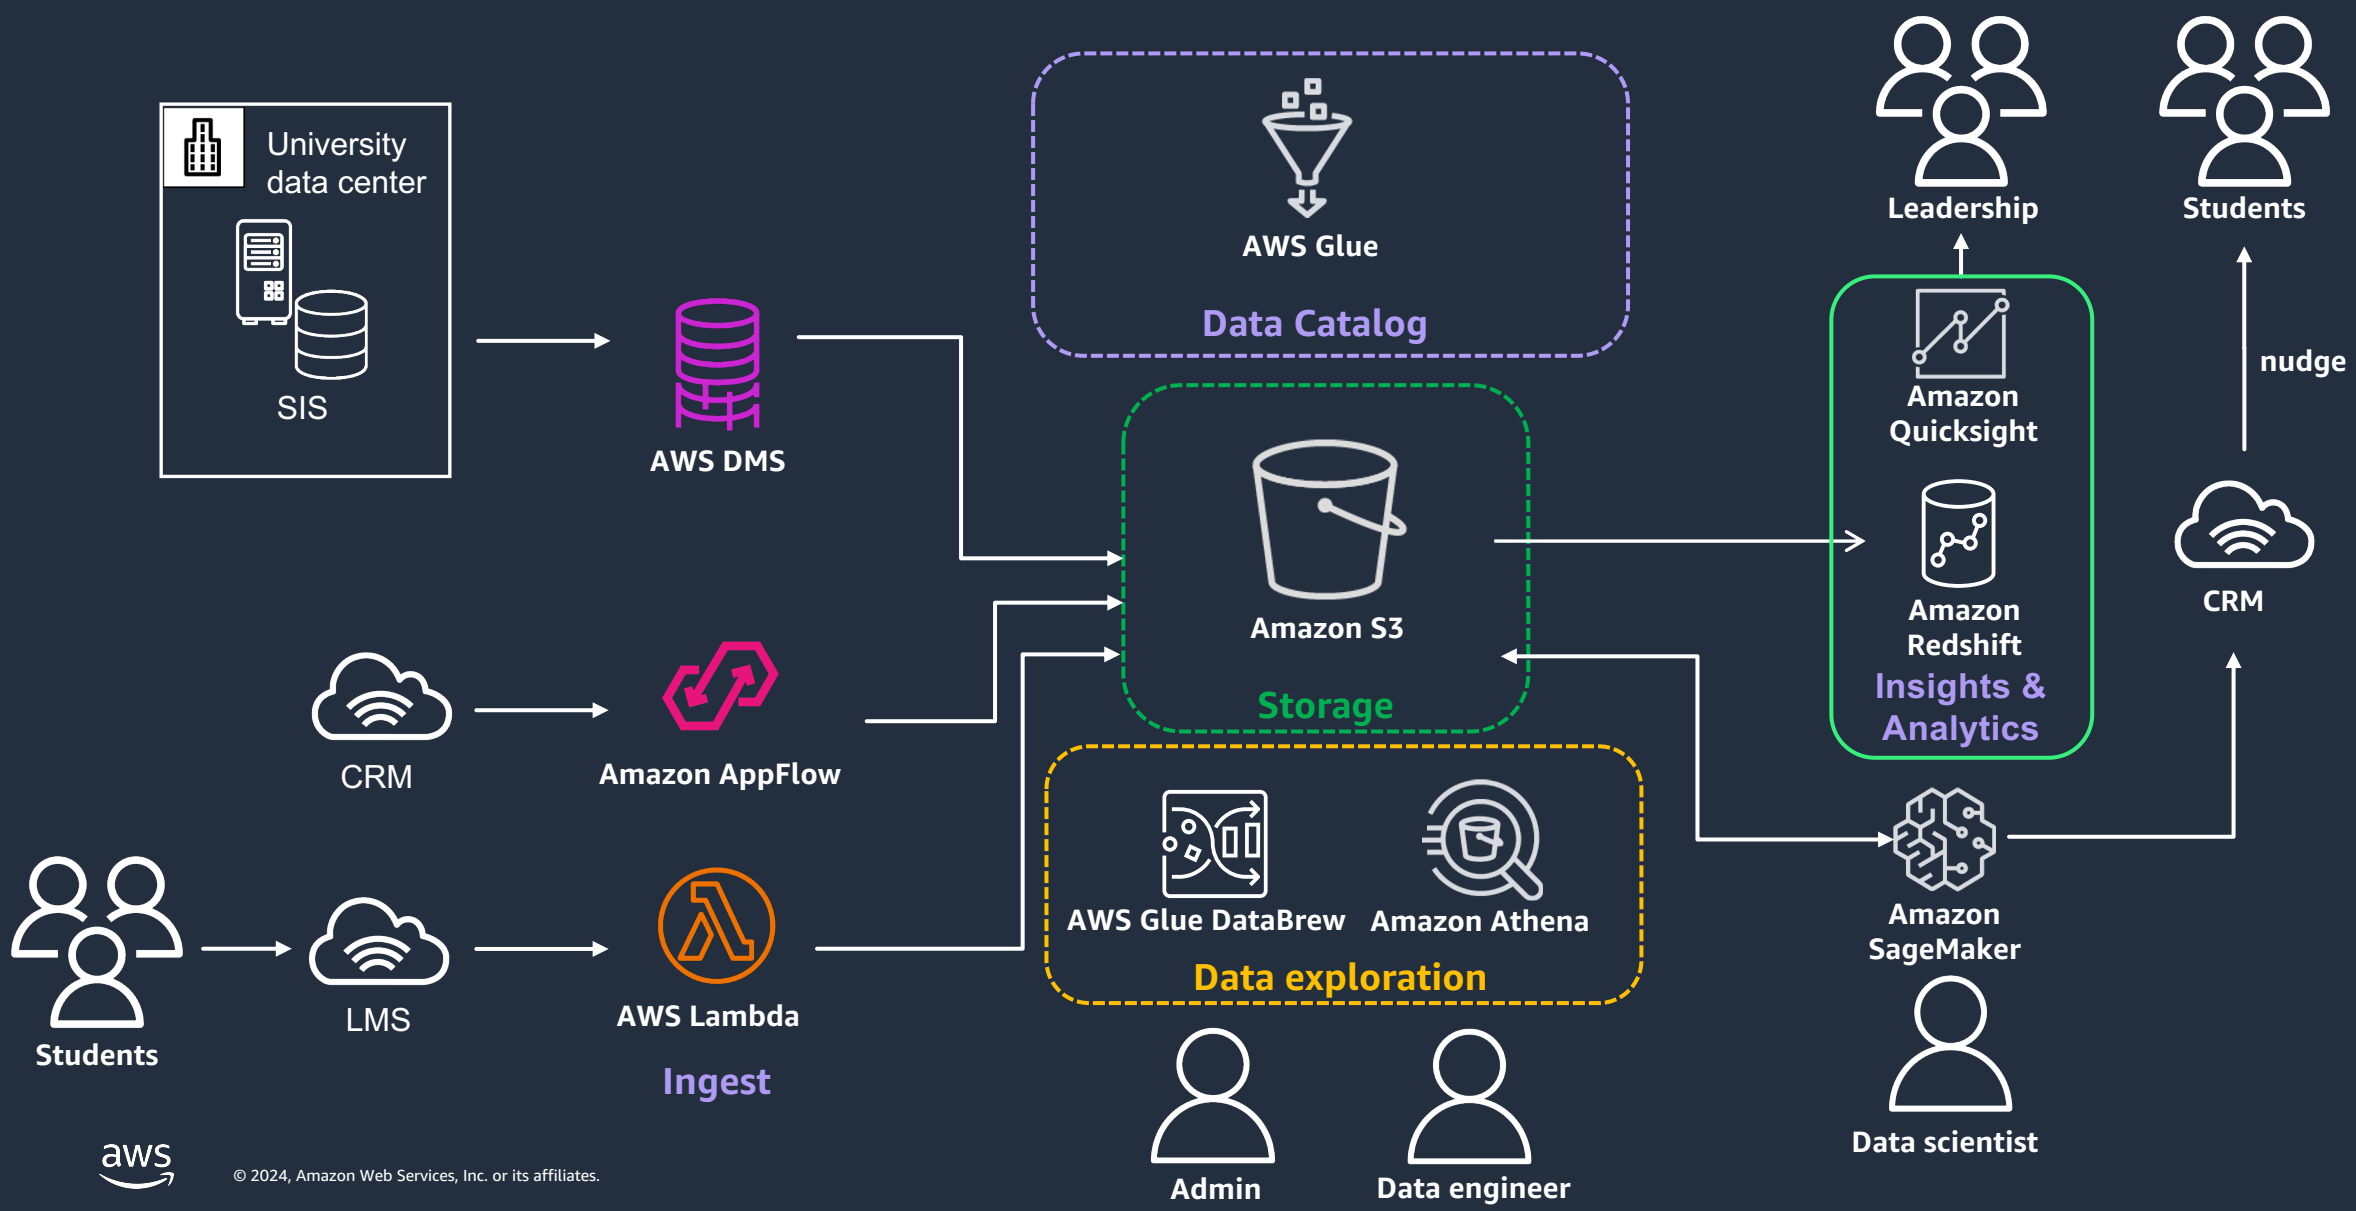 University
data center
SIS
AWS DMS
CRM
Amazon AppFlow
Students
LMS
AWS Lambda
Ingest
AWS Glue
Data Catalog
Amazon S3
Storage
AWS Glue DataBrew
Amazon Athena
Data exploration
Admin
Data engineer
Leadership
Students
Amazon
Quicksight
Amazon
Redshift
Insights &
Analytics
nudge
CRM
Amazon
SageMaker
Data scientist
aws
© 2024, Amazon Web Services, Inc. or its affiliates.